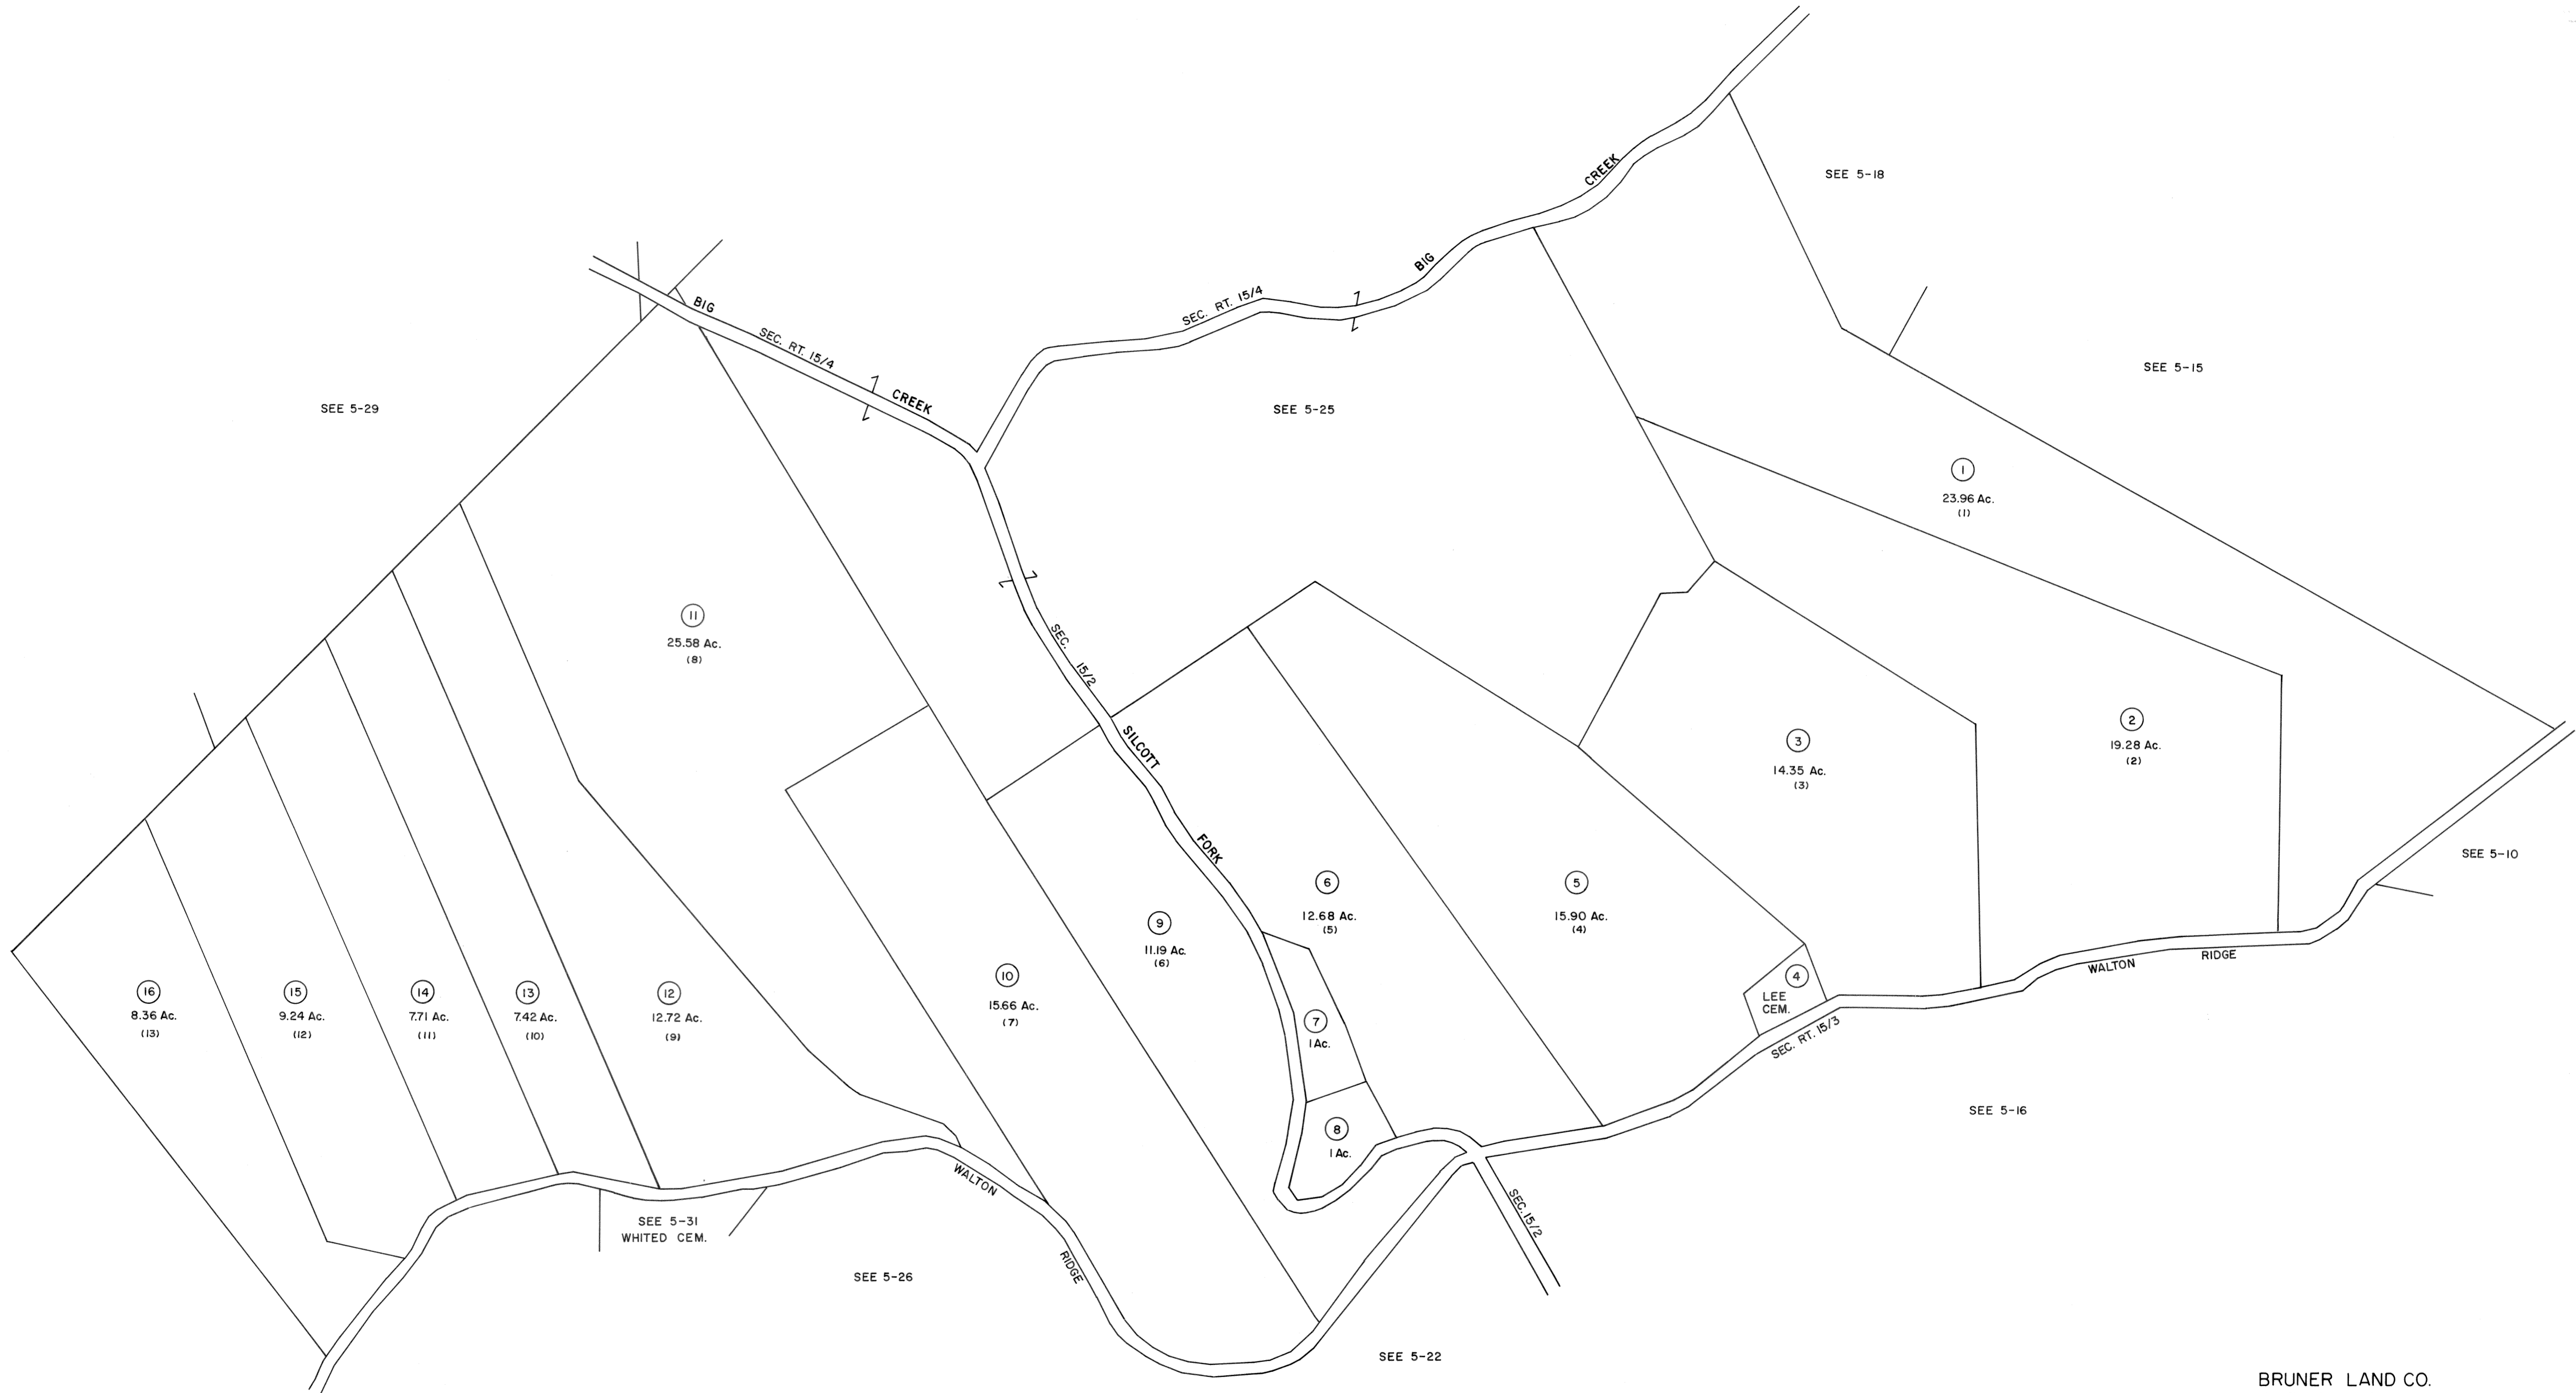 CREEK
SEE 5-18
BIG
SEC. RT. 15/4
BIG
SEC. RT. 15/4
CREEK
SEE 5-15
SEE 5-29
SEE 5-25
1
23.96 Ac.
(1)
11
25.58 Ac.
(8)
SEC. 15/2
SILCOTT
FORK
2
19.28 Ac.
(2)
3
14.35 Ac.
(3)
SEE 5-10
6
12.68 Ac.
(5)
5
15.90 Ac.
(4)
9
11.19 Ac.
(6)
10
15.66 Ac.
(7)
4
LEE
CEM.
WALTON
RIDGE
SEC. RT. 15/3
16
8.36 Ac.
(13)
15
9.24 Ac.
(12)
14
7.71 Ac.
(11)
13
7.42 Ac.
(10)
12
12.72 Ac.
(9)
7
1 Ac.
8
1 Ac.
SEE 5-16
WALTON
RIDGE
SEC. 15/2
SEE 5-31
WHITED CEM.
SEE 5-26
SEE 5-22
BRUNER LAND CO.